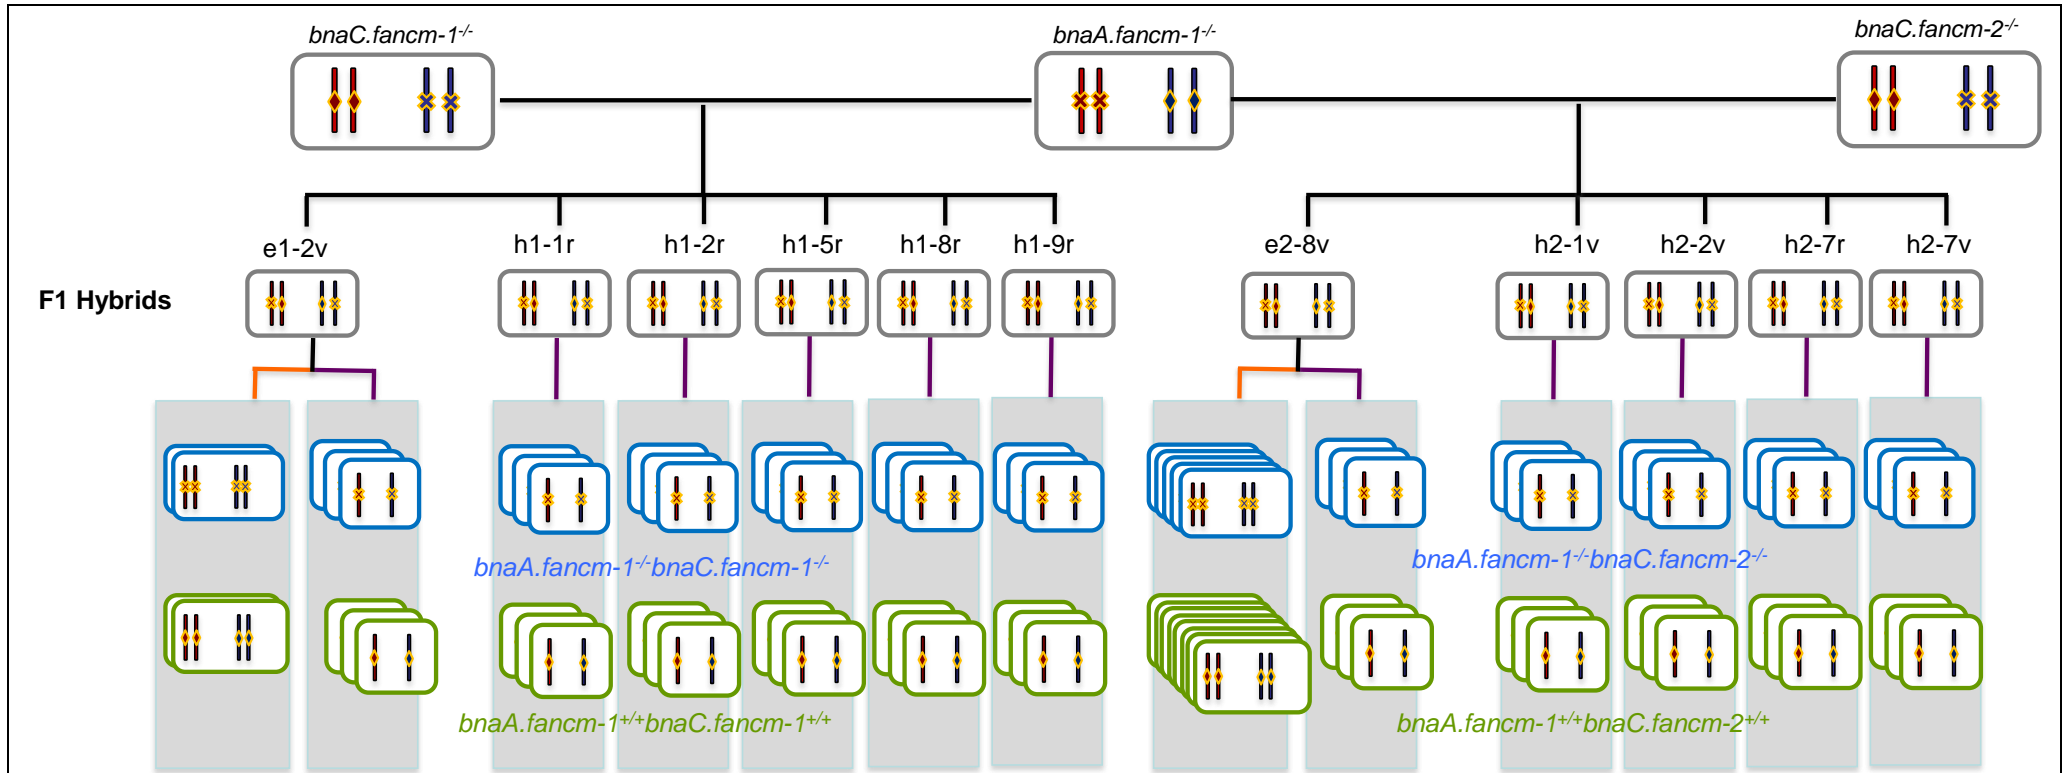 bnaC.fancm-1-/-
bnaA.fancm-1-/-
bnaC.fancm-2-/-
e1-2v
h1-1r
h1-2r
h1-5r
h1-8r
h1-9r
e2-8v
h2-1v
h2-2v
h2-7r
h2-7v
F1 Hybrids
bnaA.fancm-1-/-bnaC.fancm-1-/-
bnaA.fancm-1-/-bnaC.fancm-2-/-
bnaA.fancm-1+/+bnaC.fancm-1+/+
bnaA.fancm-1+/+bnaC.fancm-2+/+